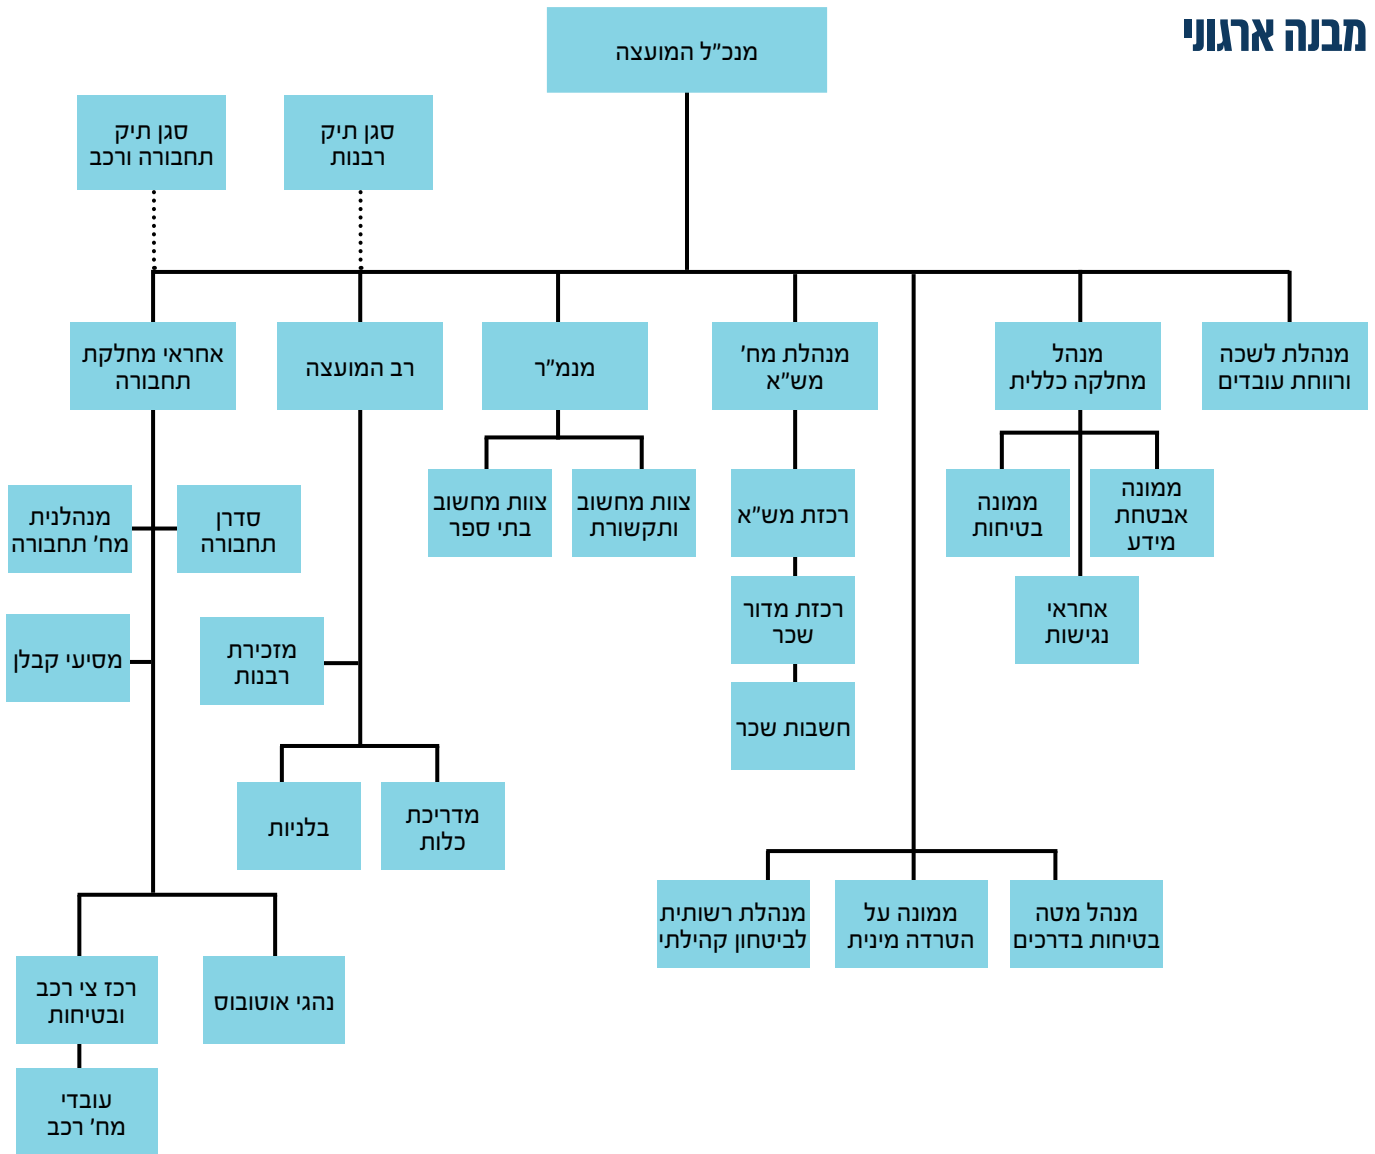 מבנה ארגוני
מנכ"ל המועצה
סגן תיק
רבנות
סגן תיק
תחבורה ורכב
מנהלת לשכה
ורווחת עובדים
מנהל
מחלקה כללית
מנהלת מח'
מש"א
מנמ"ר
רב המועצה
אחראי מחלקת
תחבורה
ממונה
אבטחת
מידע
ממונה
בטיחות
אחראי
נגישות
רכזת מש"א
רכזת מדור
שכר
חשבות שכר
צוות מחשוב
ותקשורת
צוות מחשוב
בתי ספר
מזכירת
רבנות
מדריכת
כלות
בלניות
סדרן
תחבורה
מנהלנית
מח' תחבורה
מסיעי קבלן
מנהל מטה
בטיחות בדרכים
ממונה על
הטרדה מינית
מנהלת רשותית
לביטחון קהילתי
נהגי אוטובוס
רכז צי רכב
ובטיחות
עובדי
מח' רכב